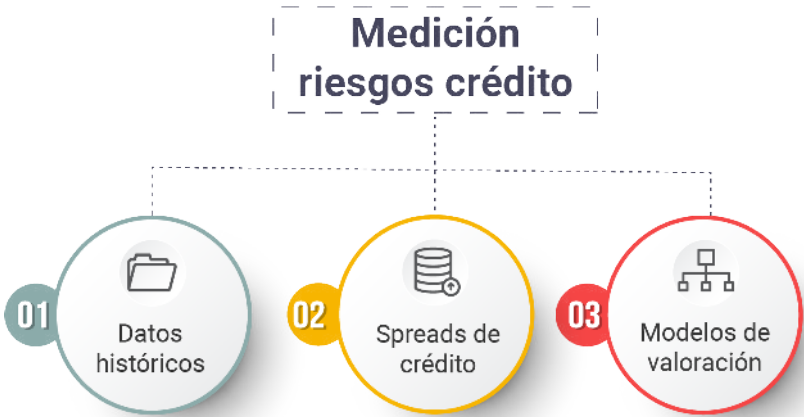 Medición
riesgos crédito
01
Datos
históricos
02
Spreads de
crédito
03
Modelos de
valoración